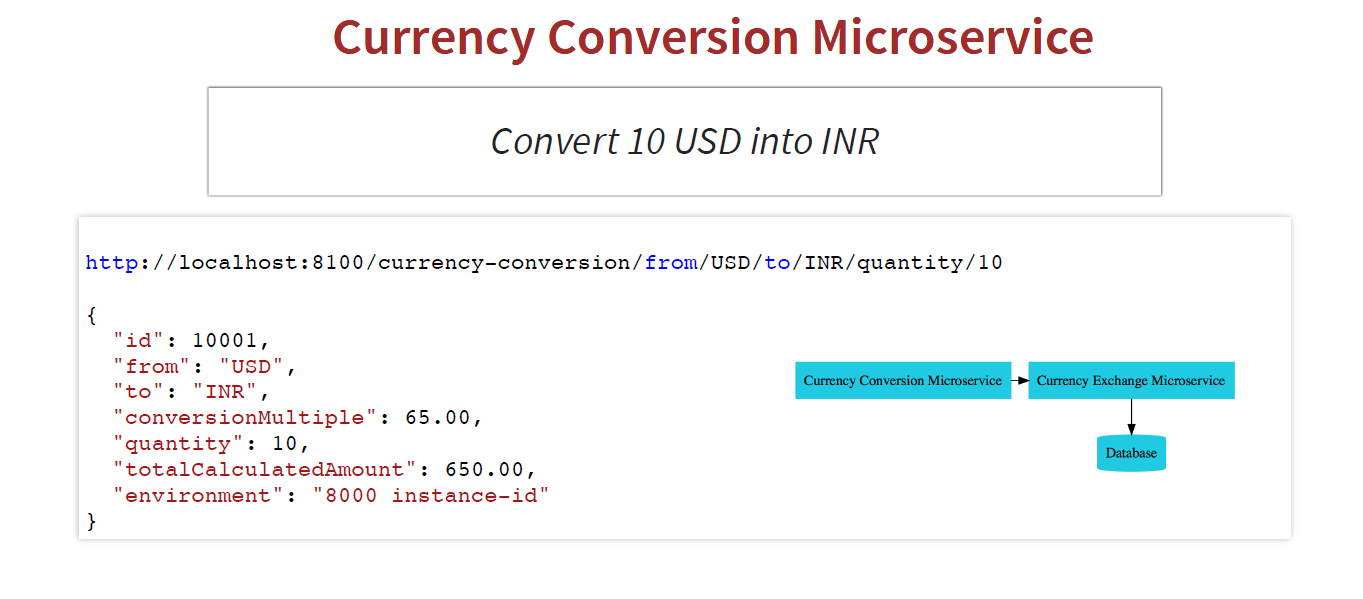 Currency Conversion Microservice
Convert 10 USD into INR
http://localhost:8100/currency-conversion/from/USD/to/INR/quantity/10
{
"id": 10001,
"from": "USD",
"to": "INR",
"conversionMultiple": 65.00,
"quantity": 10,
"totalCalculatedAmount": 650.00,
"environment": "8000 instance-id"
}
Currency Conversion Microservice
Currency Exchange Microservice
Database